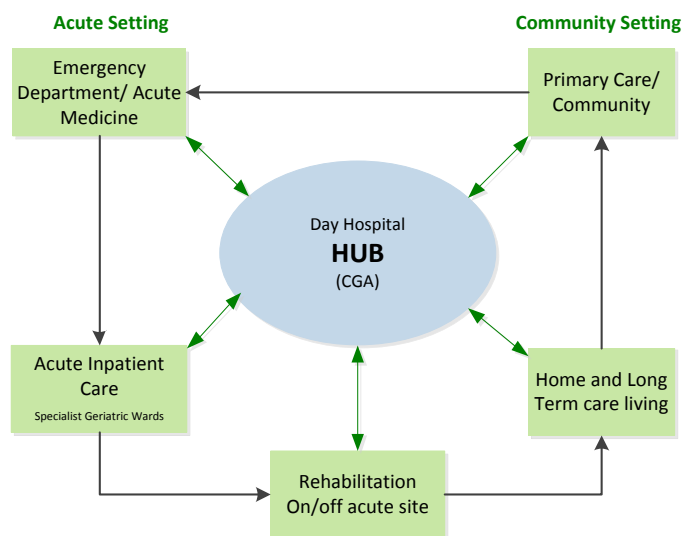 Acute Setting
Community Setting
Emergency
Department/ Acute
Medicine
Primary Care/
Community
Day Hospital
HUB
(CGA)
Acute Inpatient
Care
Specialist Geriatric Wards
Home and Long
Term care living
Rehabilitation
On/off acute site